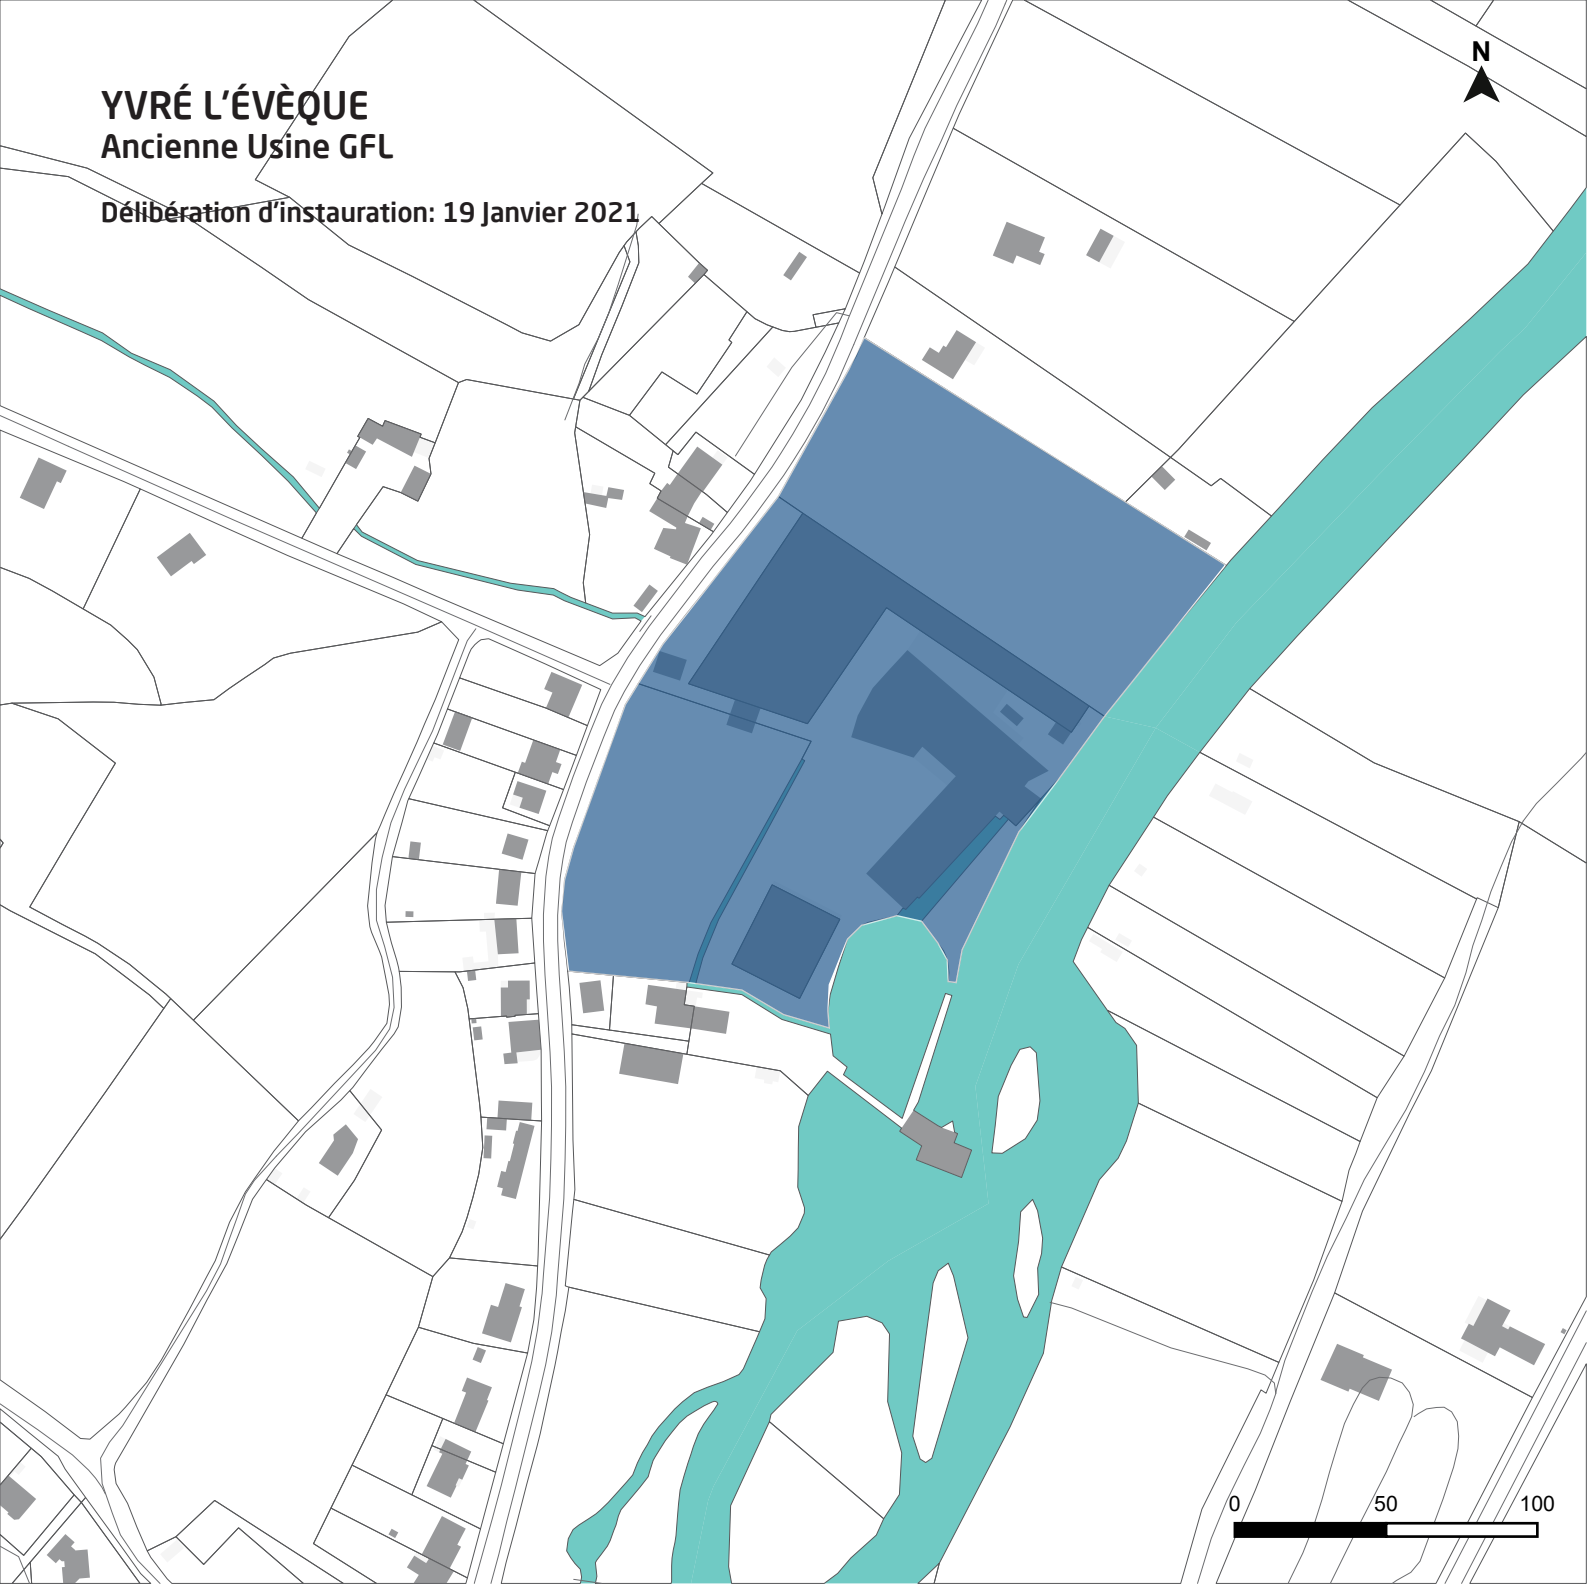 N
YVRÉ L'ÉVÈQUE
Ancienne Usine GFL
Délibération d'instauration: 19 Janvier 2021
0 50 100